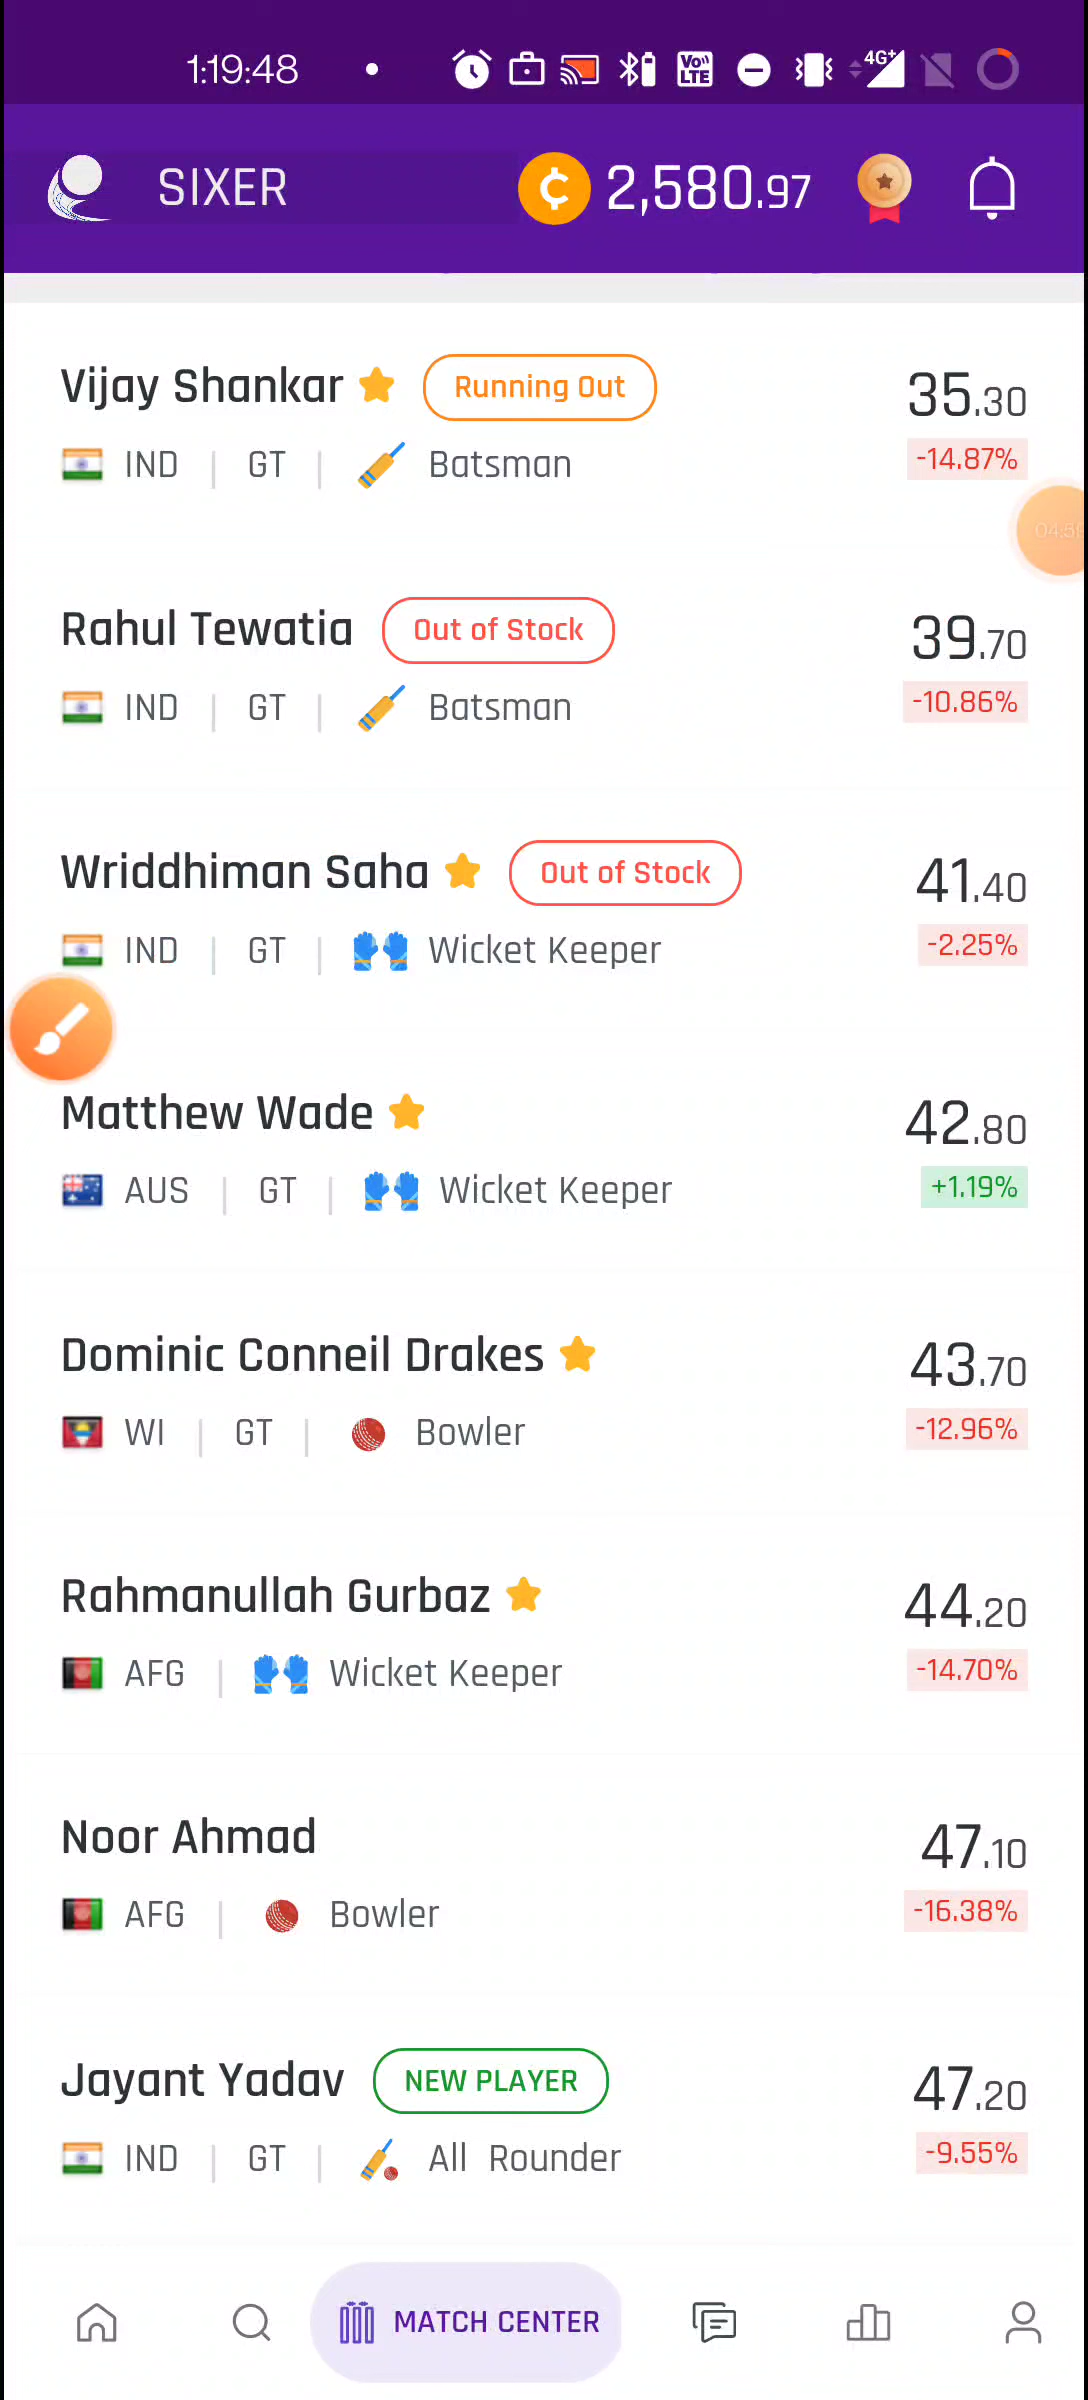 1:19:48 Vo)) LTE 4G+
SIXER 2,580.97
Vijay Shankar Running Out 35.30
IND | GT | Batsman -14.87%
Rahul Tewatia Out of Stock 39.70
IND | GT | Batsman -10.86%
Wriddhiman Saha Out of Stock 41.40
IND | GT | Wicket Keeper -2.25%
Matthew Wade 42.80
AUS | GT | Wicket Keeper +1.19%
Dominic Conneil Drakes 43.70
WI | GT | Bowler -12.96%
Rahmanullah Gurbaz 44.20
AFG | Wicket Keeper -14.70%
Noor Ahmad 47.10
AFG | Bowler -16.38%
Jayant Yadav NEW PLAYER 47.20
IND | GT | All Rounder -9.55%
MATCH CENTER